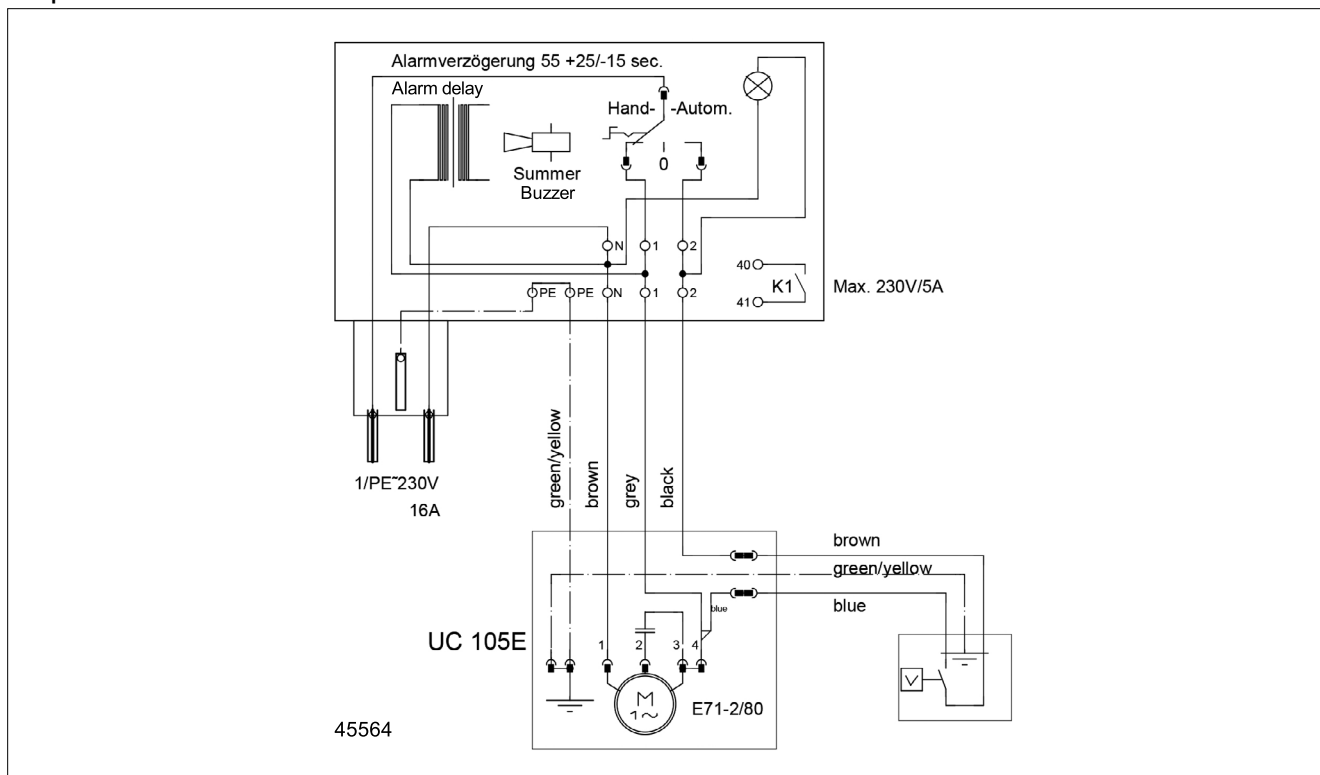 Alarmverzögerung 55 +25/-15 sec.
Alarm delay
Hand- -Autom.
0
Summer
Buzzer
N 1 2
40
K1 Max. 230V/5A
41
PE PE N 1 2
1/PE~230V
16A
green/yellow
brown
grey
black
brown
green/yellow
blue
blue
UC 105E
1 2 3 4
M
1~
E71-2/80
45564